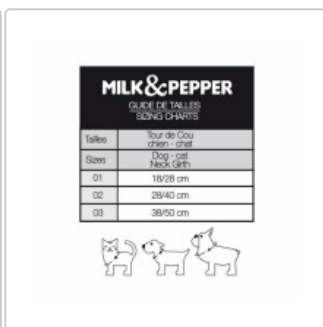 MILK&PEPPER
GUIDE DE TAILLES
SIZING CHARTS
Tailles Tour de Cou
chien - chat
Sizes Dog - cat
Neck Girth
01 18/28 cm
02 28/40 cm
03 38/50 cm